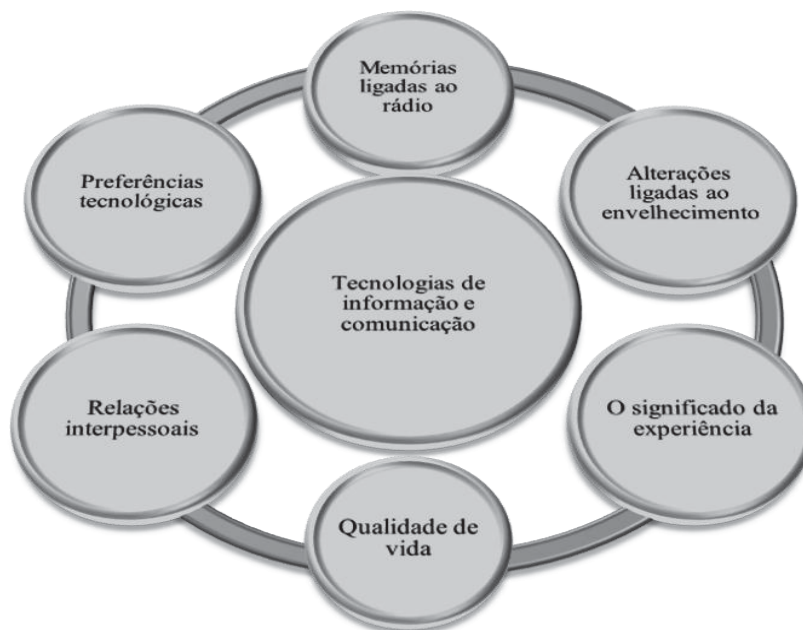 Memórias
ligadas ao
rádio
Preferências
tecnológicas
Alterações
ligadas ao
envelhecimento
Tecnologias de
informação e
comunicação
Relações
interpessoais
O significado da
experiência
Qualidade de
vida